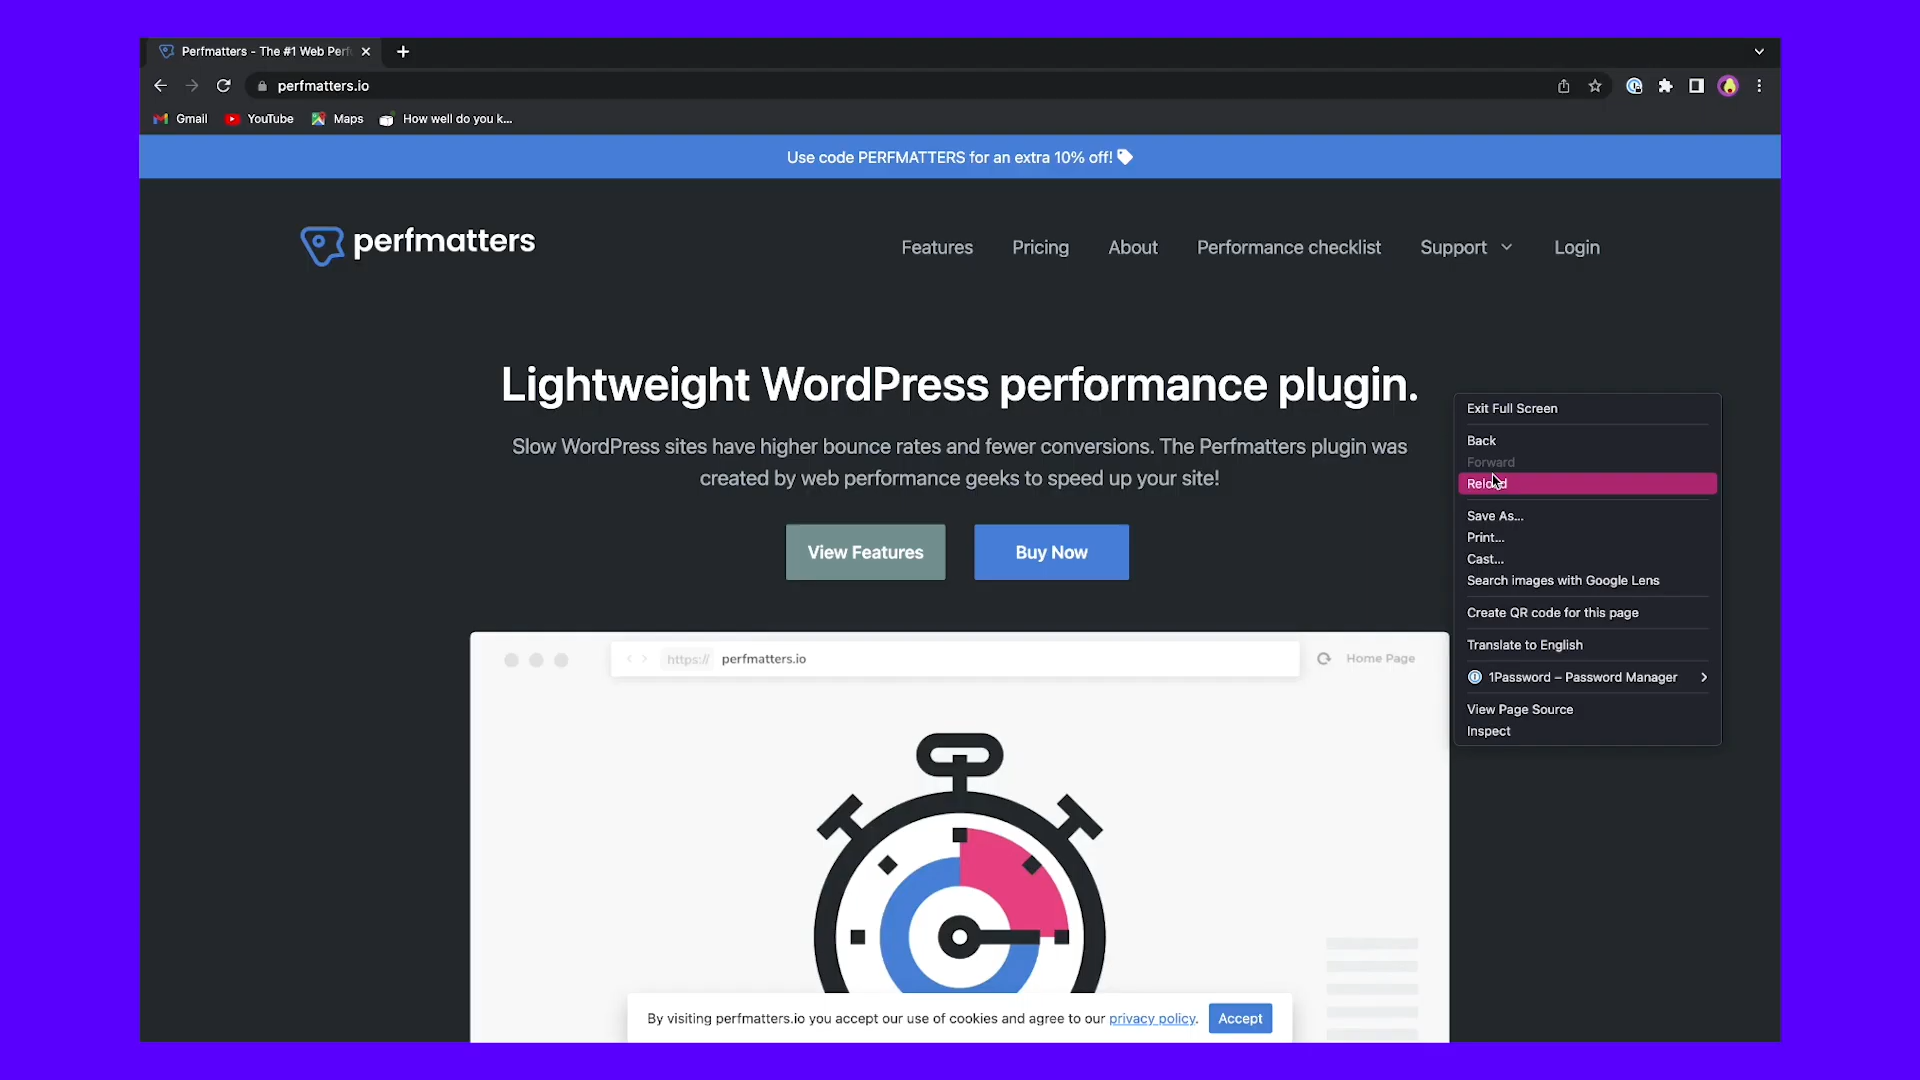 Perfmatters - The #1 Web Perf
perfmatters.io
Gmail
YouTube
Maps
How well do you k...
Use code PERFMATTERS for an extra 10% off!
perfmatters
Features
Pricing
About
Performance checklist
Support
Login
Lightweight WordPress performance plugin.
Slow WordPress sites have higher bounce rates and fewer conversions. The Perfmatters plugin was
created by web performance geeks to speed up your site!
View Features
Buy Now
Exit Full Screen
Back
Forward
Reload
Save As...
Print...
Cast...
Search images with Google Lens
Create QR code for this page
Translate to English
1Password – Password Manager
View Page Source
Inspect
https://
perfmatters.io
Home Page
By visiting perfmatters.io you accept our use of cookies and agree to our privacy policy.
Accept